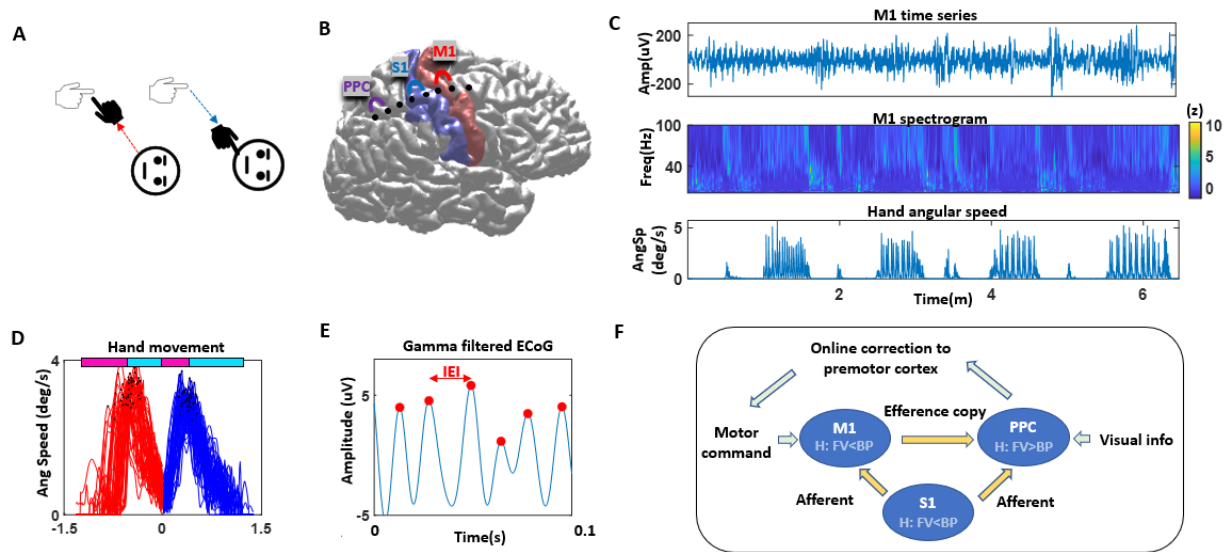 A
B
PPC
S1
M1
C
M1 time series
Amp(uV)
200
-200
M1 spectrogram
Freq(Hz)
100
40
(z)
10
5
0
Hand angular speed
AngSp
(deg/s)
5
0
2
4
6
Time(m)
D
Hand movement
Ang Speed (deg/s)
4
0
-1.5
0
1.5
E
Gamma filtered ECoG
IEI
Amplitude (uV)
5
-5
0
0.1
Time(s)
F
Online correction to
premotor cortex
Efference copy
Motor
command
M1
H: FV<BP
PPC
H: FV>BP
Visual info
Afferent
Afferent
S1
H: FV<BP